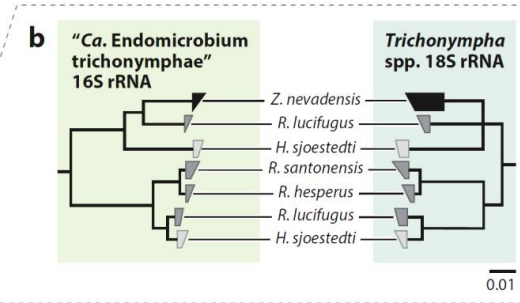 b
"Ca. Endomicrobium
trichonymphae"
16S rRNA
Trichonympha
spp. 18S rRNA
Z. nevadensis
R. lucifugus
H. sjoestedti
R. santonensis
R. hesperus
R. lucifugus
H. sjoestedti
0.01